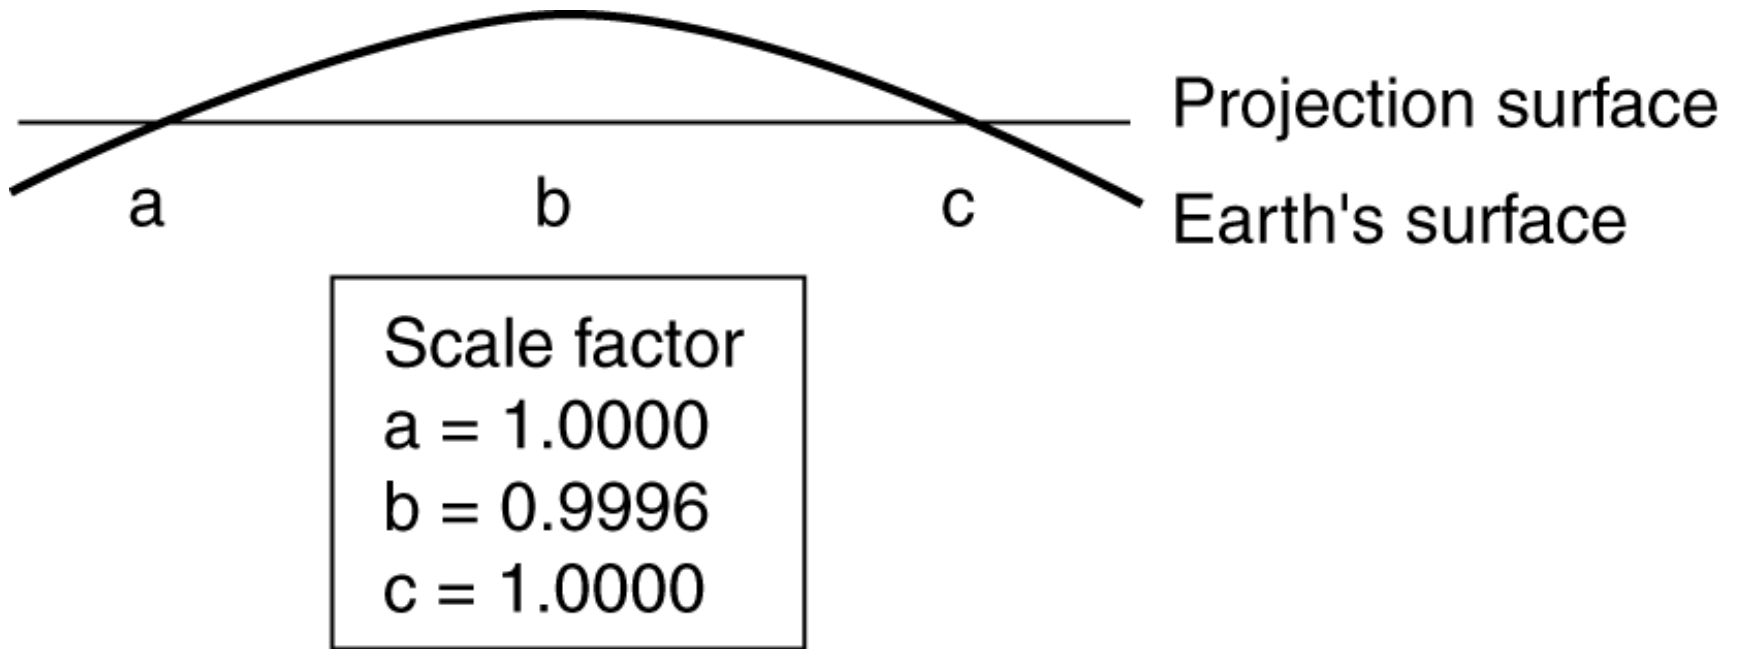 Projection surface
a
b
c
Earth's surface
Scale factor
a = 1.0000
b = 0.9996
c = 1.0000